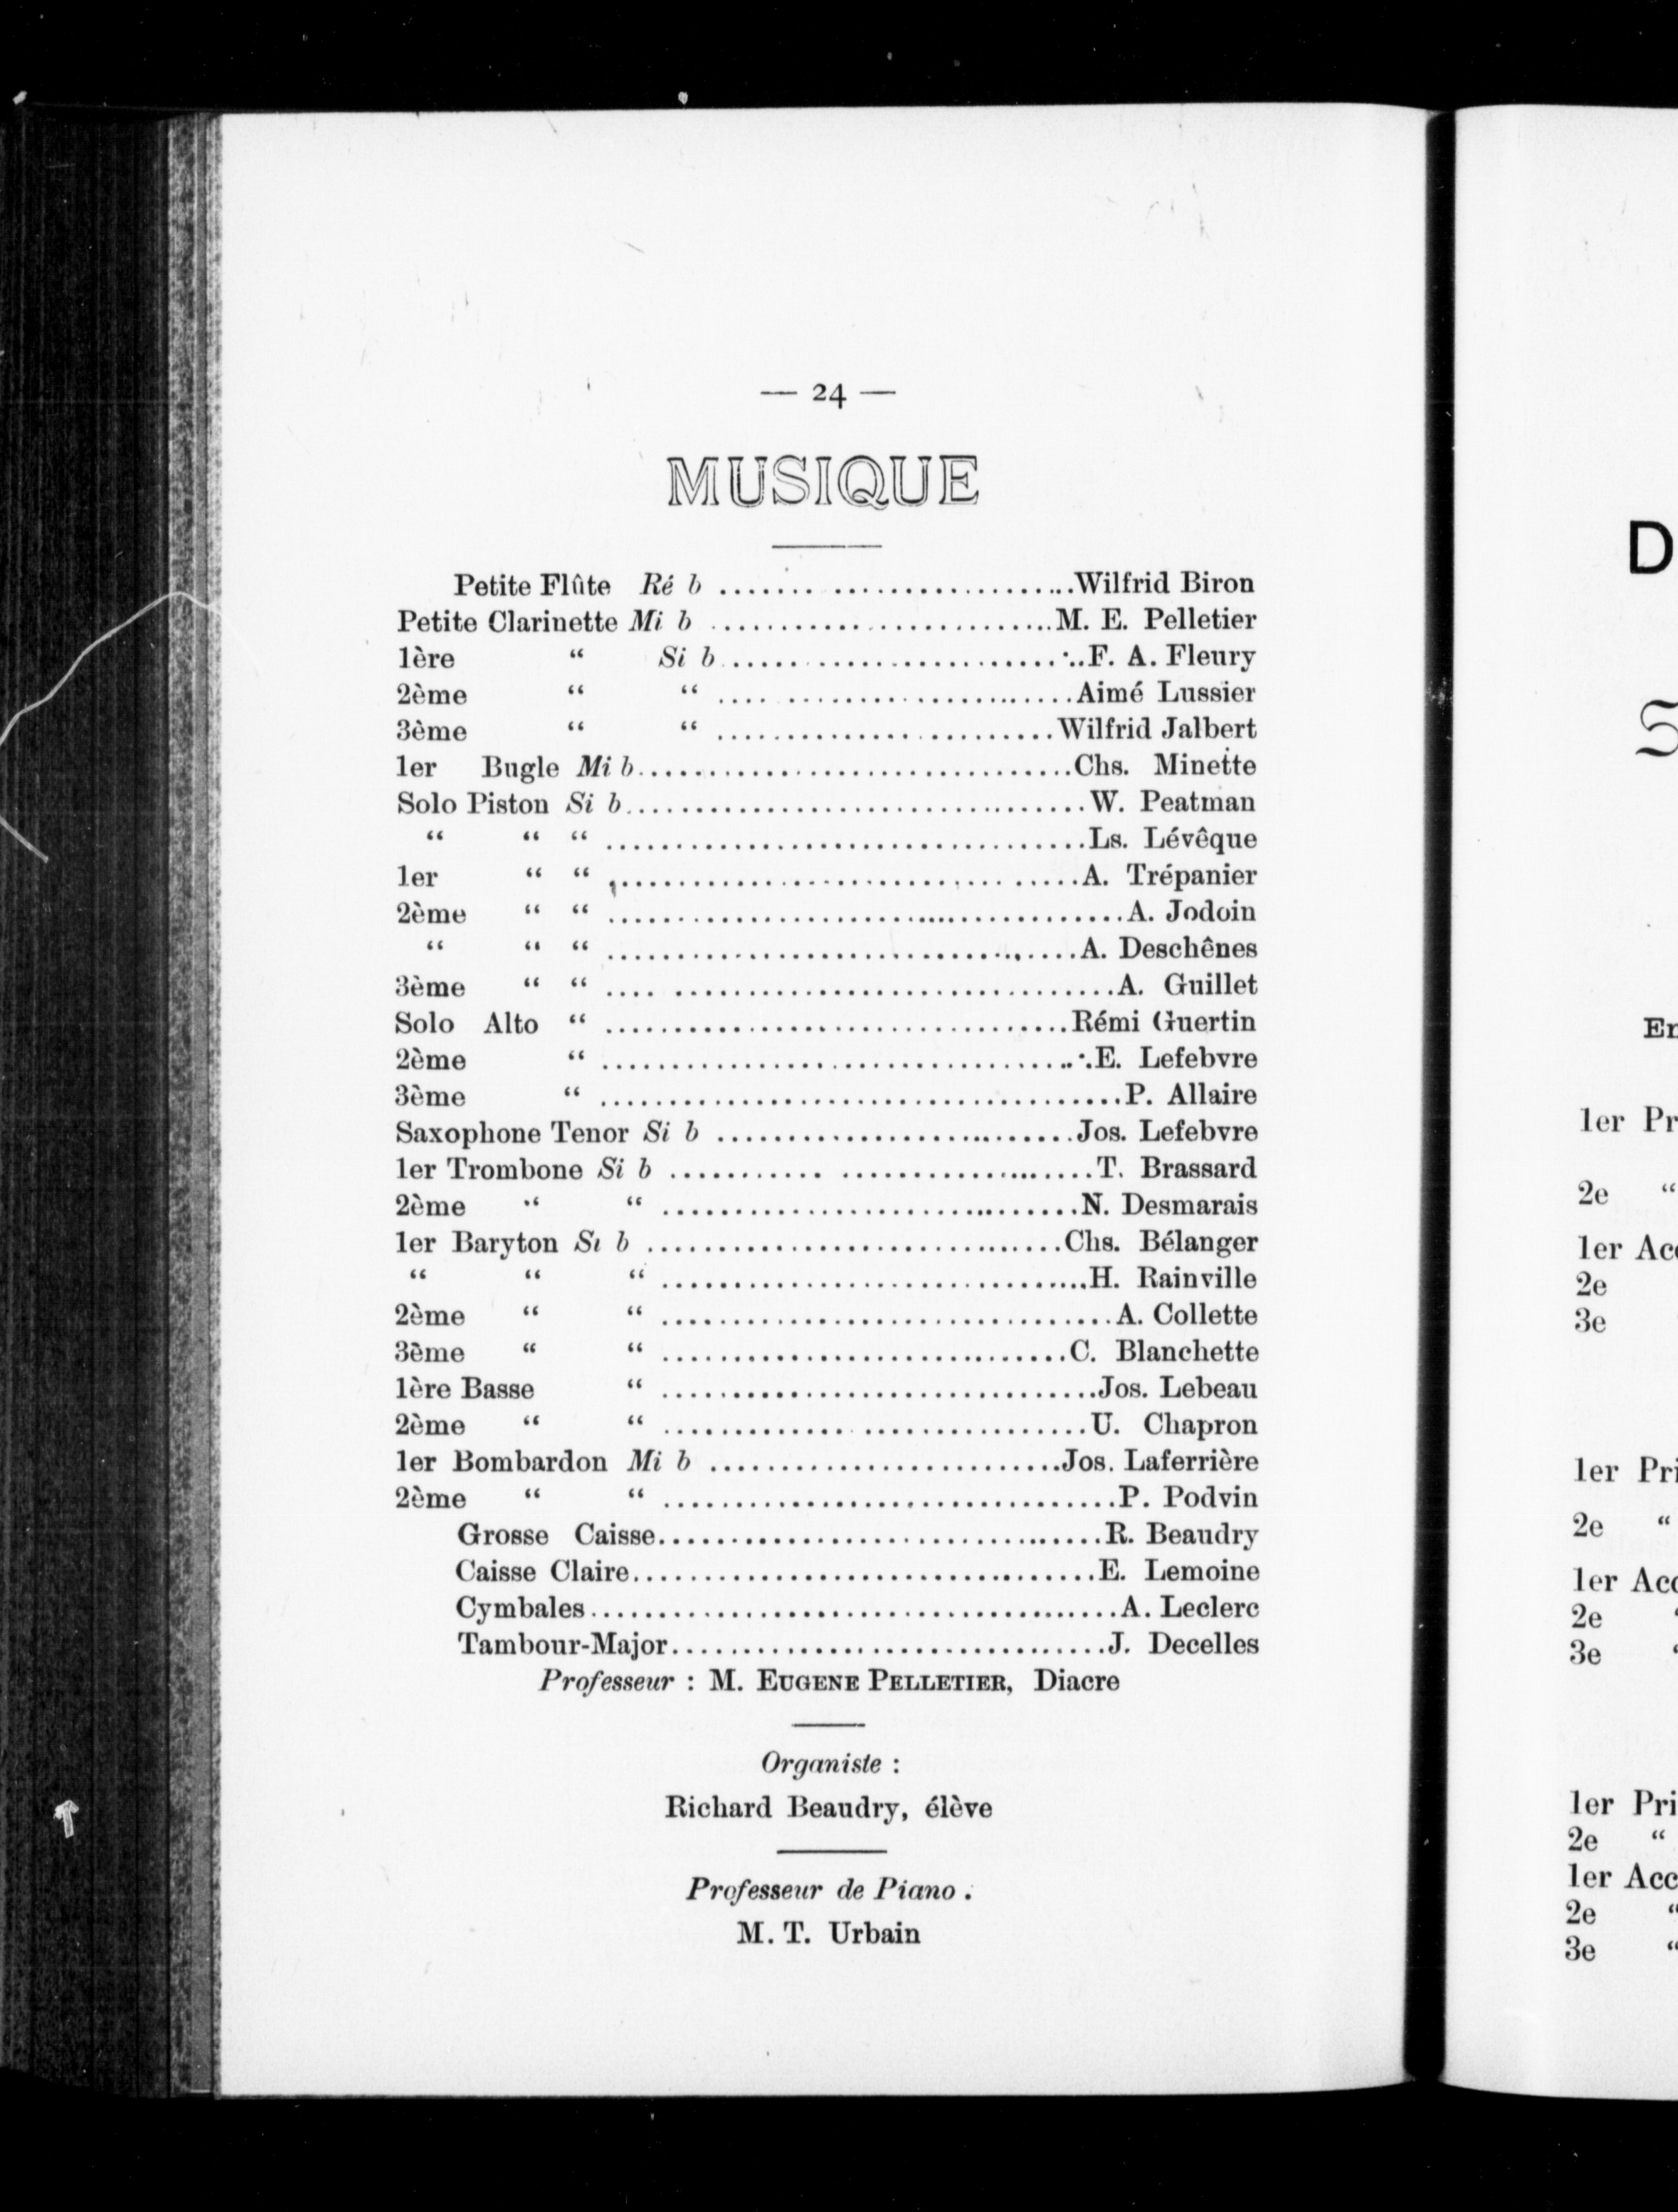 — 24 —
MUSIQUE
Petite Flûte Ré b ....... ..................Wilfrid Biron
Petite Clarinette Mi b ........................M. E. Pelletier
1ère “ Si b........................F. A. Fleury
2ème “ “ .... ....................Aimé Lussier
3ème “ “ ........................Wilfrid Jalbert
1er Bugle Mi b..............................Chs. Minette
Solo Piston Si b................................W. Peatman
“ “ “ ..................................Ls. Lévêque
1er “ “ ..................................A. Trépanier
2ème “ “ ....................................A. Jodoin
“ “ “ .................................A. Deschênes
3ème “ “ .... ...............................A. Guillet
Solo Alto “ ................................Rémi Guertin
2ème “ ..................................E. Lefebvre
3ème “ .....................................P. Allaire
Saxophone Tenor Si b .........................Jos. Lefebvre
1er Trombone Si b ........... ..................T. Brassard
2ème “ “ .............................N. Desmarais
1er Baryton Si b .............................Chs. Bélanger
“ “ “ ..............................H. Rainville
2ème “ “ ................................A. Collette
3ème “ “ .............................C. Blanchette
1ère Basse “ ...............................Jos. Lebeau
2ème “ “ ............. ................U. Chapron
1er Bombardon Mi b .........................Jos. Laferrière
2ème “ “ ................................P. Podvin
Grosse Caisse...............................R. Beaudry
Caisse Claire................................E. Lemoine
Cymbales.....................................A. Leclerc
Tambour-Major...............................J. Decelles
Professeur : M. EUGENE PELLETIER, Diacre
Organiste :
Richard Beaudry, élève
Professeur de Piano .
M. T. Urbain
D
S
1er Pr
2e “
1er Acc
2e
3e
1er Pri
2e “
1er Acc
2e “
3e “
1er Pri
2e “
1er Acc
2e “
3e “